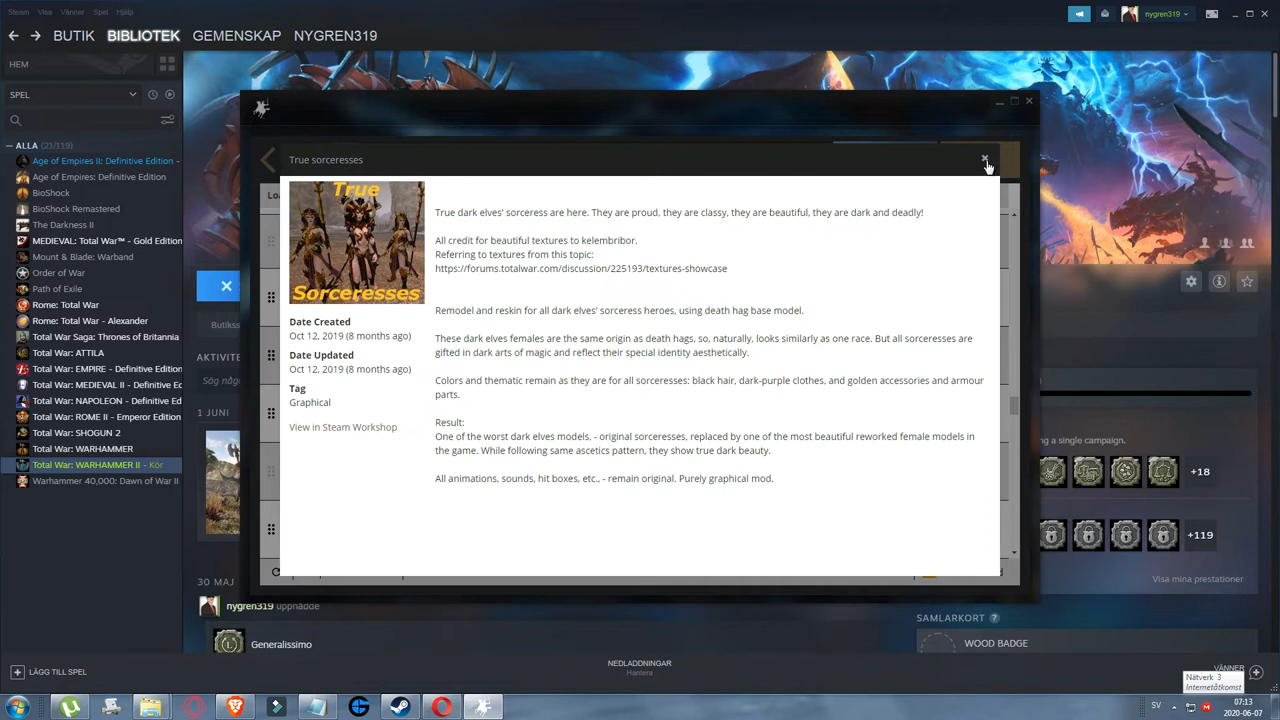 Steam Visa Vänner Spel Hjälp
nygren319
BUTIK BIBLIOTEK GEMENSKAP NYGREN319
HEM
SPEL
ALLA (21/119)
Age of Empires II: Definitive Edition -
Age of Empires: Definitive Edition
BioShock
BioShock Remastered
The Darkness II
MEDIEVAL: Total War™ - Gold Edition
Mount & Blade: Warband
Order of War
Path of Exile
Rome: Total War
Rome: Total War - Alexander
Total War Saga: Thrones of Britannia
Total War: ATTILA
Total War: EMPIRE - Definitive Edition
Total War: MEDIEVAL II - Definitive Ed
Total War: NAPOLEON - Definitive Ed
Total War: ROME II - Emperor Edition
Total War: SHOGUN 2
Total War: WARHAMMER
Total War: WARHAMMER II - Kör
Warhammer 40,000: Dawn of War II
Butikss
AKTIVITE
Säg någo
1 JUNI
30 MAJ
nygren319 uppnådde
Generalissimo
True sorceresses
Loa
True
Sorceresses
Date Created
Oct 12, 2019 (8 months ago)
Date Updated
Oct 12, 2019 (8 months ago)
Tag
Graphical
View in Steam Workshop
True dark elves' sorceress are here. They are proud, they are classy, they are beautiful, they are dark and deadly!
All credit for beautiful textures to kelembribor.
Referring to textures from this topic:
https://forums.totalwar.com/discussion/225193/textures-showcase
Remodel and reskin for all dark elves' sorceress heroes, using death hag base model.
These dark elves females are the same origin as death hags, so, naturally, looks similarly as one race. But all sorceresses are
gifted in dark arts of magic and reflect their special identity aesthetically.
Colors and thematic remain as they are for all sorceresses: black hair, dark-purple clothes, and golden accessories and armour
parts.
Result:
One of the worst dark elves models, - original sorceresses, replaced by one of the most beautiful reworked female models in
the game. While following same ascetics pattern, they show true dark beauty.
All animations, sounds, hit boxes, etc., - remain original. Purely graphical mod.
g a single campaign.
+18
+119
Visa mina prestationer
SAMLARKORT ?
WOOD BADGE
LÄGG TILL SPEL
NEDLADDNINGAR
Hantera
VÄNNER
Nätverk 3
Internetåtkomst
SV
07:13
2020-06-07